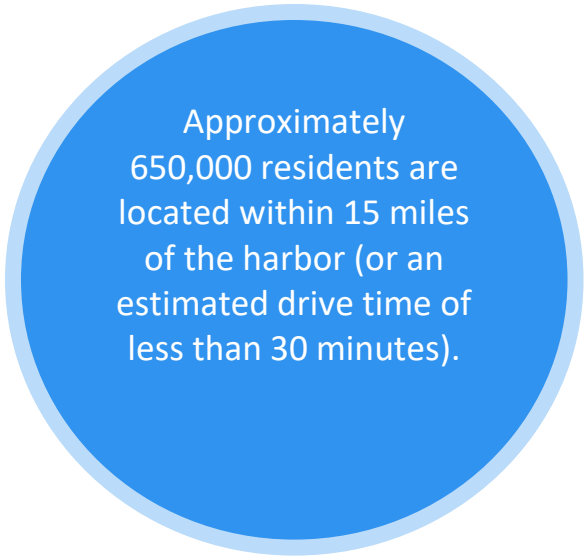 Approximately
650,000 residents are
located within 15 miles
of the harbor (or an
estimated drive time of
less than 30 minutes).